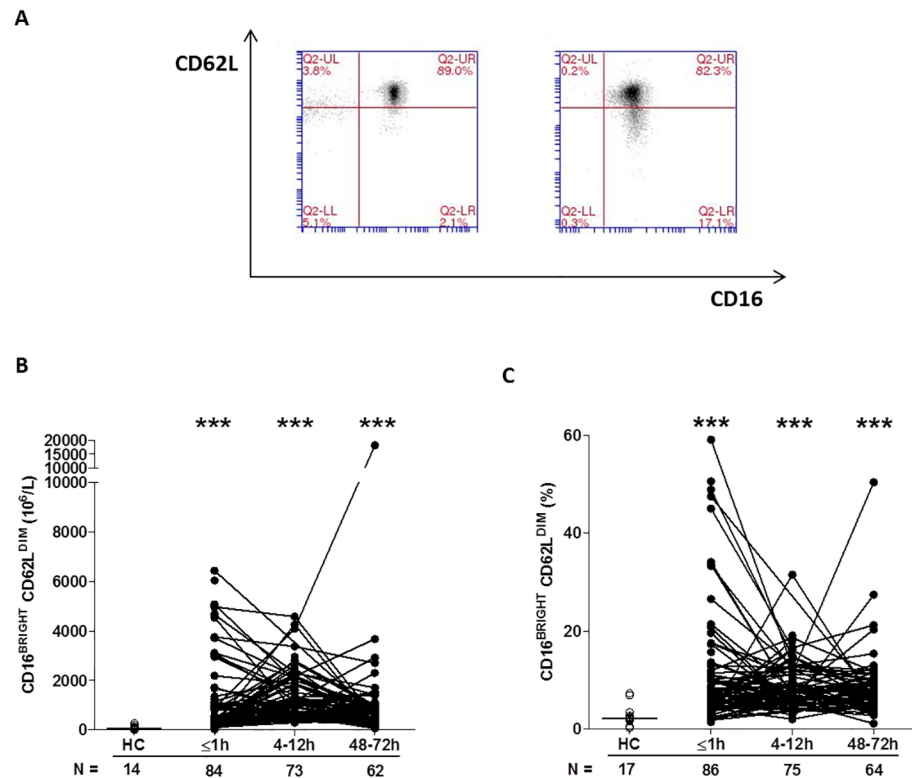 A
CD62L
Q2-UL Q2-UR
3.8% 89.0%
Q2-LL Q2-LR
5.1% 2.1%
Q2-UL Q2-UR
0.2% 82.3%
Q2-LL Q2-LR
0.3% 17.1%
CD16
B
*** *** ***
CD16BRIGHT CD62LDIM (10⁶/L)
20000
15000
10000
10000
8000
6000
4000
2000
0
HC ≤1h 4-12h 48-72h
N = 14 84 73 62
C
*** *** ***
CD16BRIGHT CD62LDIM (%)
60
40
20
0
HC ≤1h 4-12h 48-72h
N = 17 86 75 64